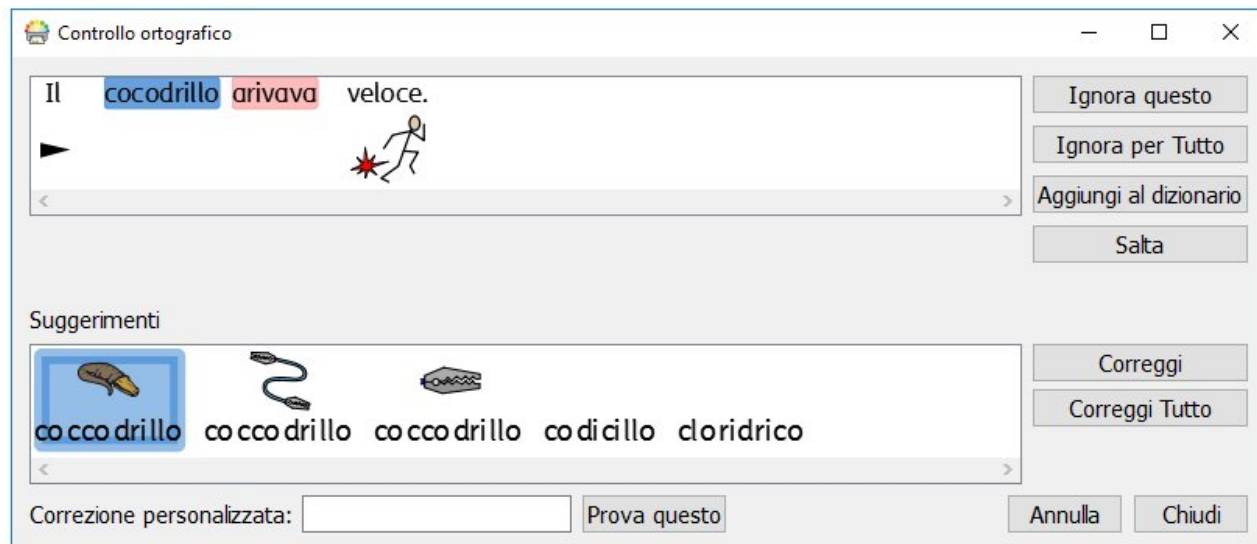 Controllo ortografico
Il cocodrillo arivava veloce.
Ignora questo
Ignora per Tutto
Aggiungi al dizionario
Salta
Suggerimenti
coccodrillo coccodrillo coccodrillo codicillo cloridrico
Correggi
Correggi Tutto
Correzione personalizzata: Prova questo Annulla Chiudi